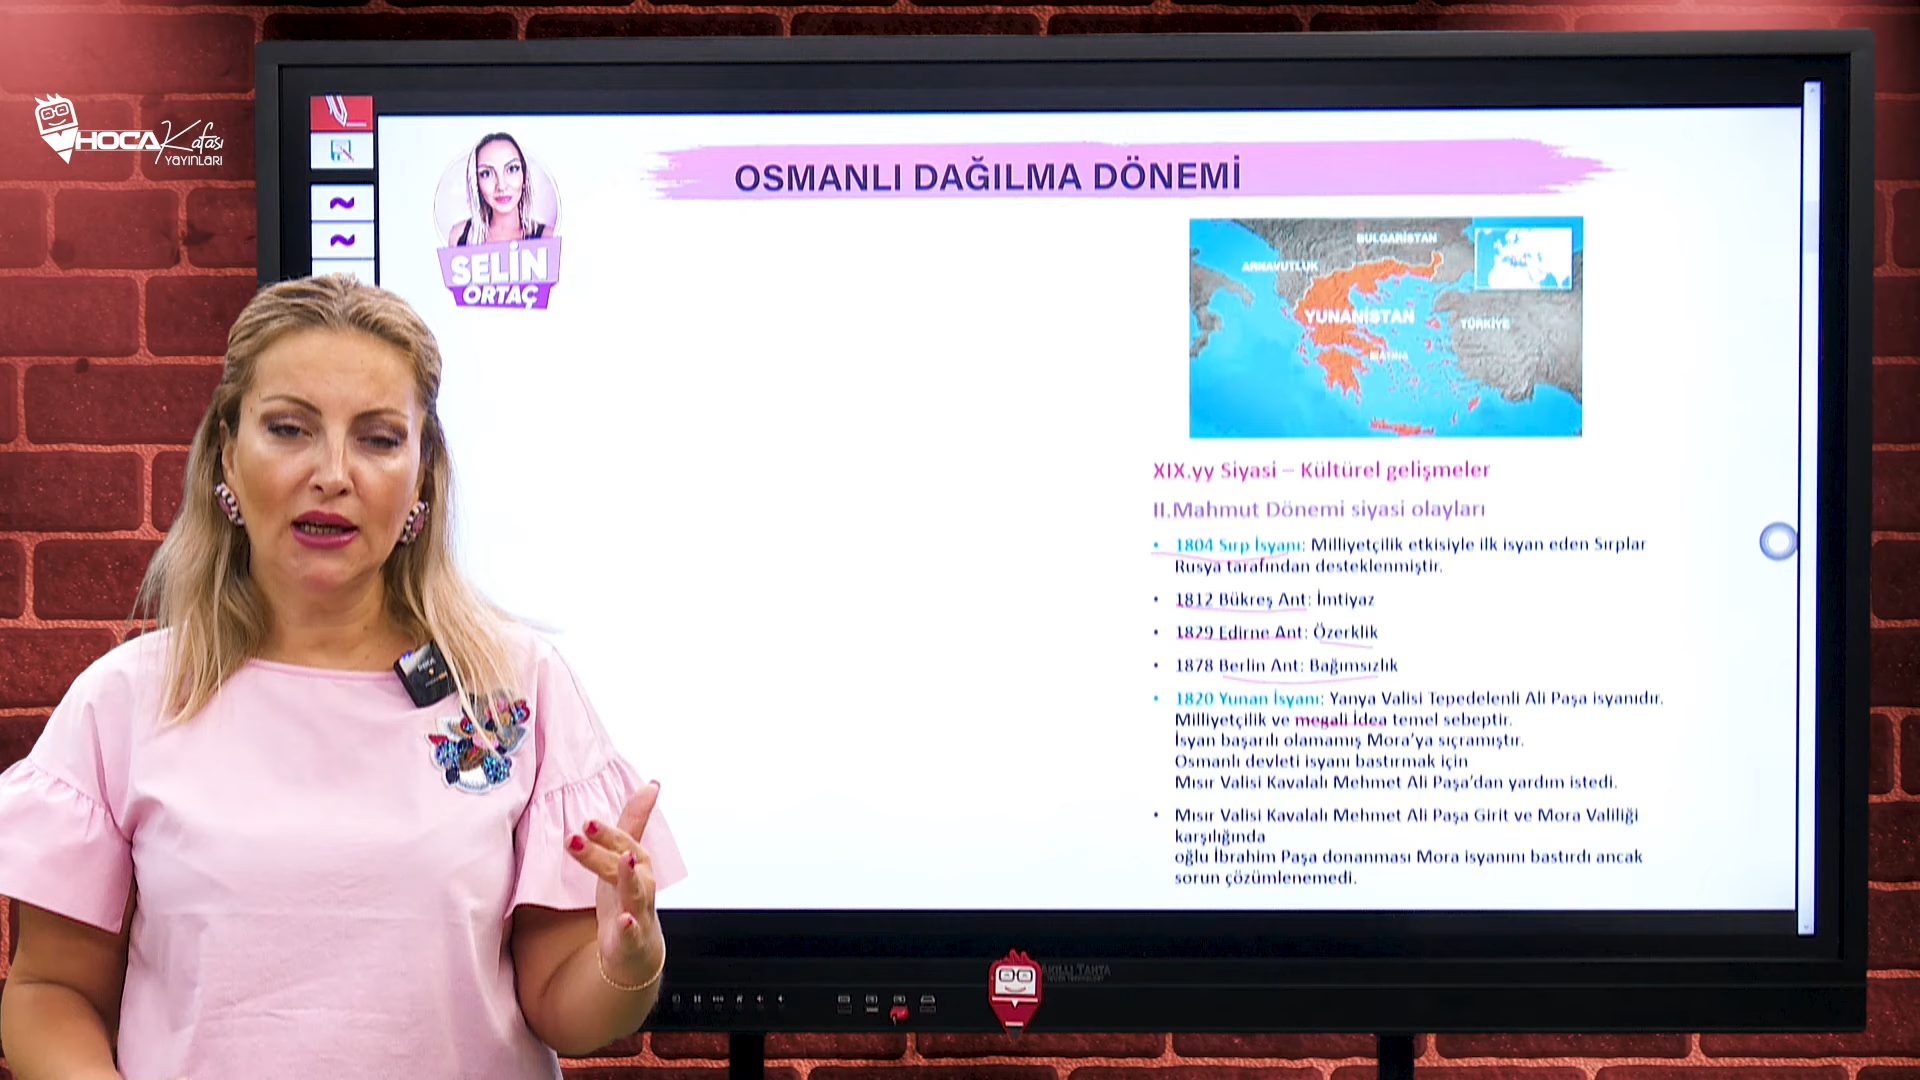 HOCA Kafası
YAYINLARI
SELİN
ORTAÇ
OSMANLI DAĞILMA DÖNEMİ
BULGARİSTAN
ARNAVUTLUK
YUNANİSTAN
TÜRKİYE
ATİNA
XIX.yy Siyasi – Kültürel gelişmeler
II.Mahmut Dönemi siyasi olayları
• 1804 Sırp İsyanı: Milliyetçilik etkisiyle ilk isyan eden Sırplar
Rusya tarafından desteklenmiştir.
• 1812 Bükreş Ant: İmtiyaz
• 1829 Edirne Ant: Özerklik
• 1878 Berlin Ant: Bağımsızlık
• 1820 Yunan İsyanı: Yanya Valisi Tepedelenli Ali Paşa isyanıdır.
Milliyetçilik ve megali İdea temel sebeptir.
İsyan başarılı olamamış Mora'ya sıçramıştır.
Osmanlı devleti isyanı bastırmak için
Mısır Valisi Kavalalı Mehmet Ali Paşa'dan yardım istedi.
• Mısır Valisi Kavalalı Mehmet Ali Paşa Girit ve Mora Valiliği
karşılığında
oğlu İbrahim Paşa donanması Mora isyanını bastırdı ancak
sorun çözümlenemedi.
AKILLI TAHTA